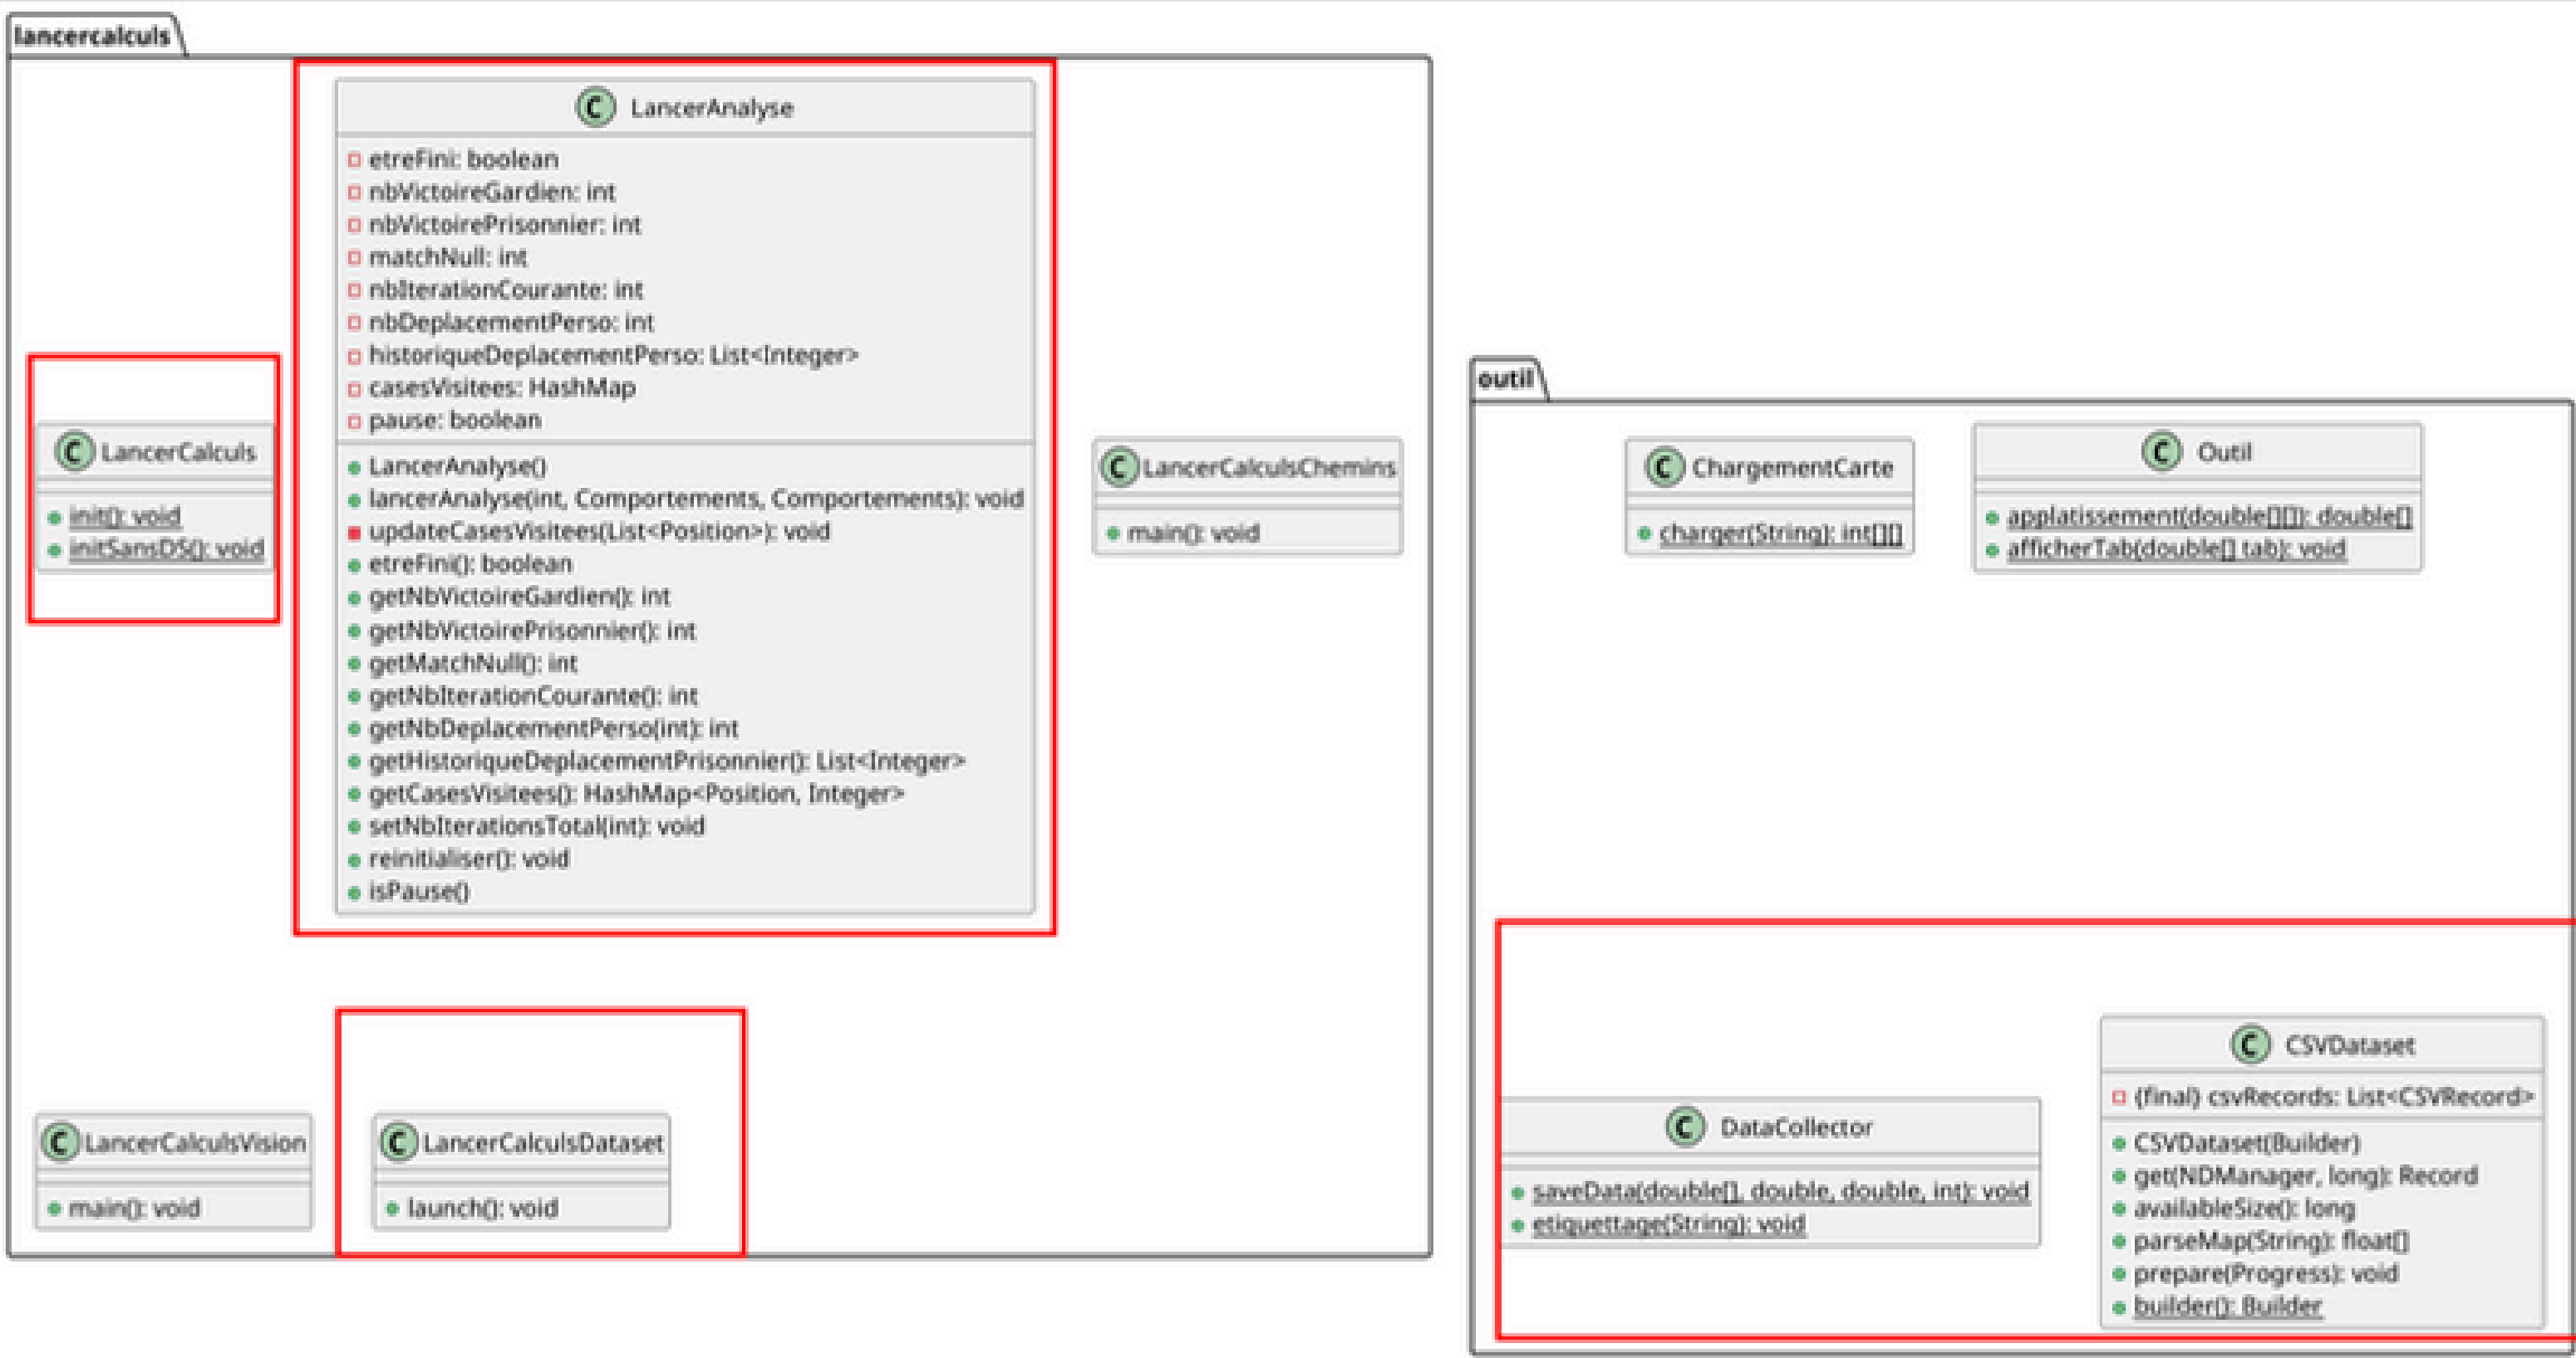 lancercalculs
LancerAnalyse
etreFini: boolean
nbVictoireGardien: int
nbVictoirePrisonnier: int
matchNull: int
nbIterationCourante: int
nbDeplacementPerso: int
historiqueDeplacementPerso: List<Integer>
casesVisitees: HashMap
pause: boolean
LancerAnalyse()
lancerAnalyse(int, Comportements, Comportements): void
updateCasesVisitees(List<Position>): void
etreFini(): boolean
getNbVictoireGardien(): int
getNbVictoirePrisonnier(): int
getMatchNull(): int
getNbIterationCourante(): int
getNbDeplacementPerso(int): int
getHistoriqueDeplacementPrisonnier(): List<Integer>
getCasesVisitees(): HashMap<Position, Integer>
setNbIterationsTotal(int): void
reinitialiser(): void
isPause()
LancerCalculs
init(): void
initSansDS(): void
LancerCalculsChemins
main(): void
LancerCalculsVision
main(): void
LancerCalculsDataset
launch(): void
outil
ChargementCarte
charger(String): int[][]
Outil
applatissement(double[][]): double[]
afficherTab(double[] tab): void
DataCollector
saveData(double[], double, double, int): void
etiquettage(String): void
CSVDataset
{final} csvRecords: List<CSVRecord>
CSVDataset(Builder)
get(NDManager, long): Record
availableSize(): long
parseMap(String): float[]
prepare(Progress): void
builder(): Builder